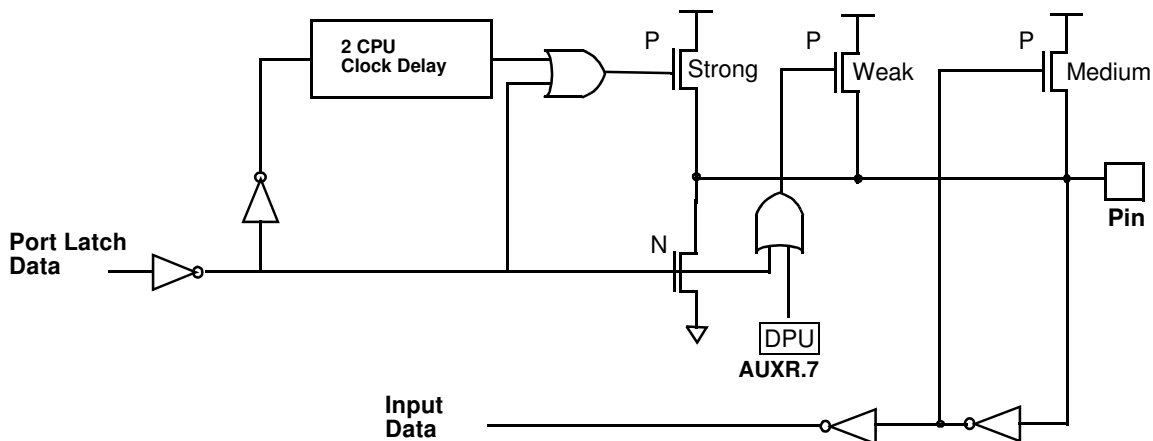 2 CPU
Clock Delay
P
Strong
P
Weak
P
Medium
Pin
Port Latch
Data
N
DPU
AUXR.7
Input
Data